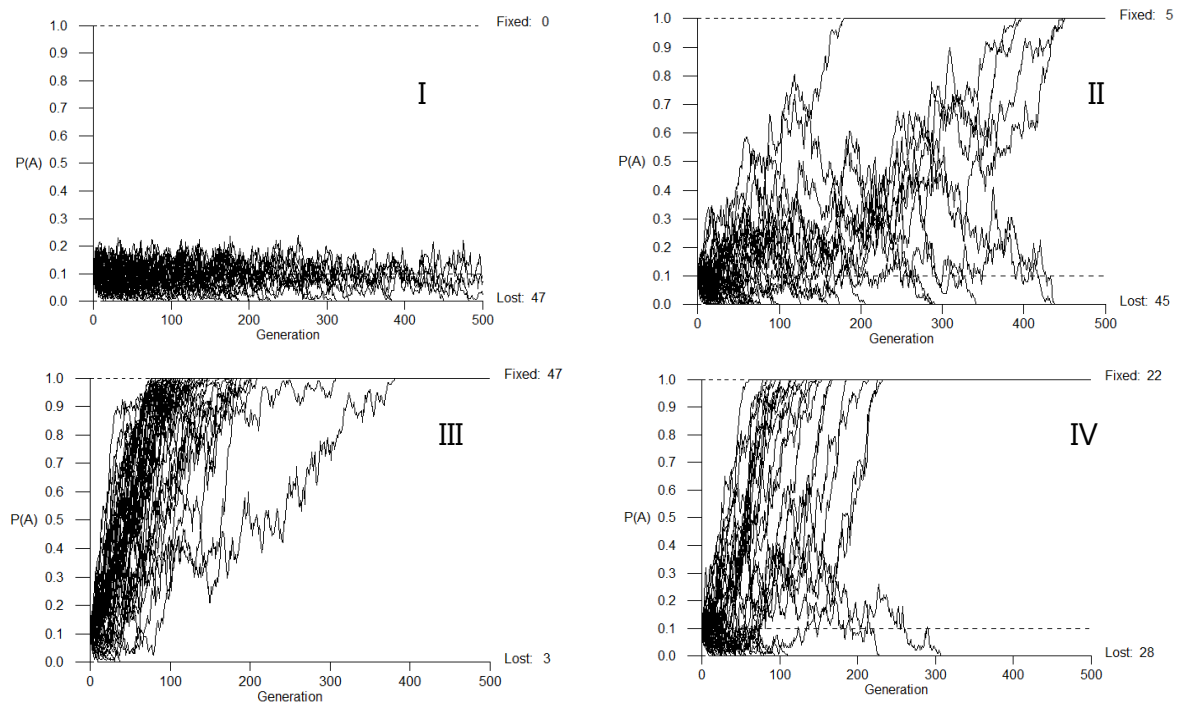 Fixed: 0
1.0
0.9
0.8
0.7
0.6
P(A) 0.5
0.4
0.3
0.2
0.1
0.0
I
Lost: 47
0 100 200 300 400 500
Generation
Fixed: 5
1.0
0.9
0.8
0.7
0.6
P(A) 0.5
0.4
0.3
0.2
0.1
0.0
II
Lost: 45
0 100 200 300 400 500
Generation
Fixed: 47
1.0
0.9
0.8
0.7
0.6
P(A) 0.5
0.4
0.3
0.2
0.1
0.0
III
Lost: 3
0 100 200 300 400 500
Generation
Fixed: 22
1.0
0.9
0.8
0.7
0.6
P(A) 0.5
0.4
0.3
0.2
0.1
0.0
IV
Lost: 28
0 100 200 300 400 500
Generation